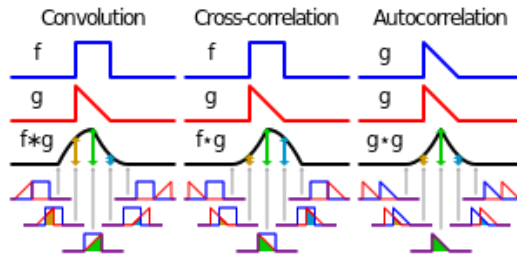 Convolution Cross-correlation Autocorrelation
f f g
g g g
f∗g f⋆g g⋆g